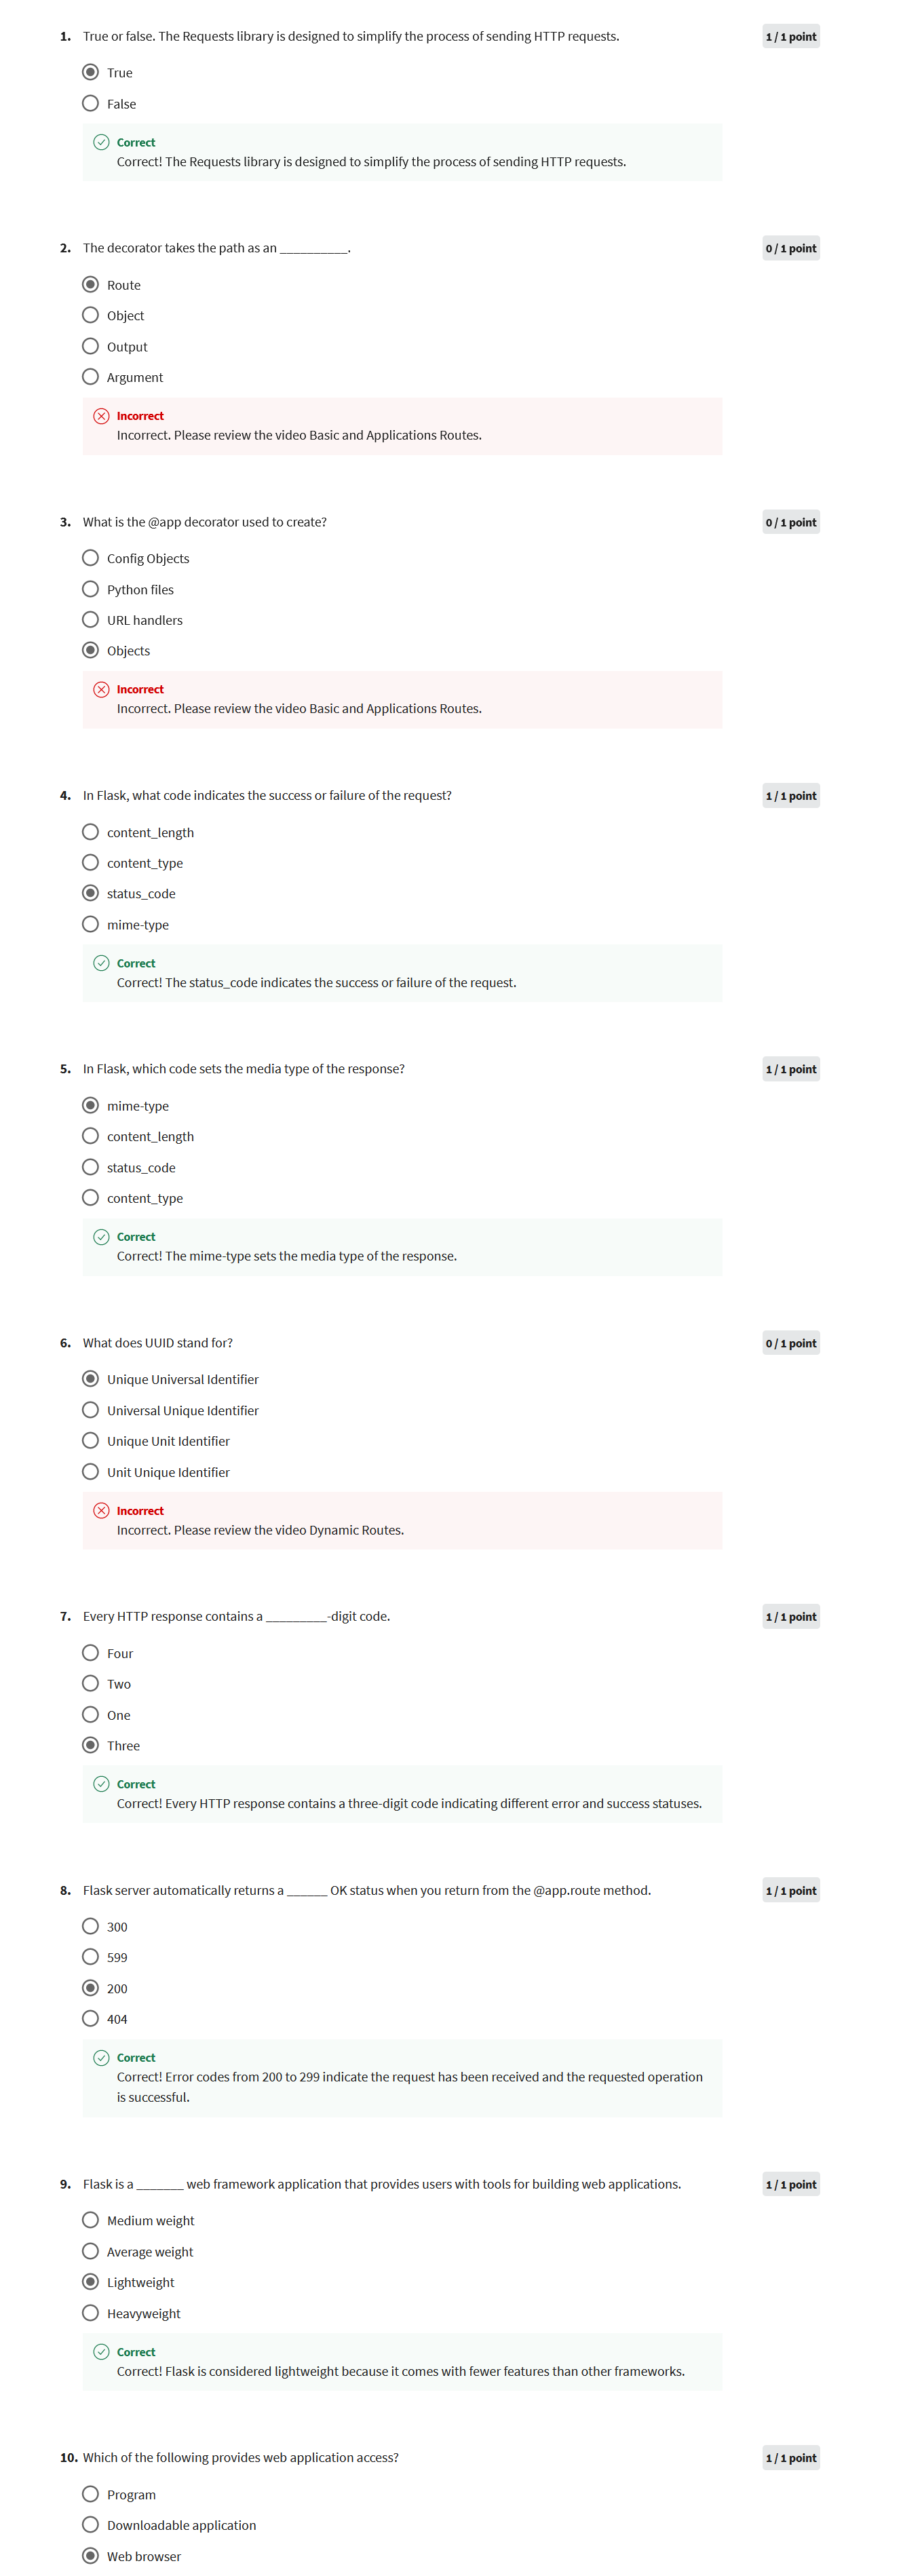 1. True or false. The Requests library is designed to simplify the process of sending HTTP requests. 1 / 1 point
True
False
Correct
Correct! The Requests library is designed to simplify the process of sending HTTP requests.
2. The decorator takes the path as an __________. 0 / 1 point
Route
Object
Output
Argument
Incorrect
Incorrect. Please review the video Basic and Applications Routes.
3. What is the @app decorator used to create? 0 / 1 point
Config Objects
Python files
URL handlers
Objects
Incorrect
Incorrect. Please review the video Basic and Applications Routes.
4. In Flask, what code indicates the success or failure of the request? 1 / 1 point
content_length
content_type
status_code
mime-type
Correct
Correct! The status_code indicates the success or failure of the request.
5. In Flask, which code sets the media type of the response? 1 / 1 point
mime-type
content_length
status_code
content_type
Correct
Correct! The mime-type sets the media type of the response.
6. What does UUID stand for? 0 / 1 point
Unique Universal Identifier
Universal Unique Identifier
Unique Unit Identifier
Unit Unique Identifier
Incorrect
Incorrect. Please review the video Dynamic Routes.
7. Every HTTP response contains a _________-digit code. 1 / 1 point
Four
Two
One
Three
Correct
Correct! Every HTTP response contains a three-digit code indicating different error and success statuses.
8. Flask server automatically returns a ______ OK status when you return from the @app.route method. 1 / 1 point
300
599
200
404
Correct
Correct! Error codes from 200 to 299 indicate the request has been received and the requested operation
is successful.
9. Flask is a _______ web framework application that provides users with tools for building web applications. 1 / 1 point
Medium weight
Average weight
Lightweight
Heavyweight
Correct
Correct! Flask is considered lightweight because it comes with fewer features than other frameworks.
10. Which of the following provides web application access? 1 / 1 point
Program
Downloadable application
Web browser